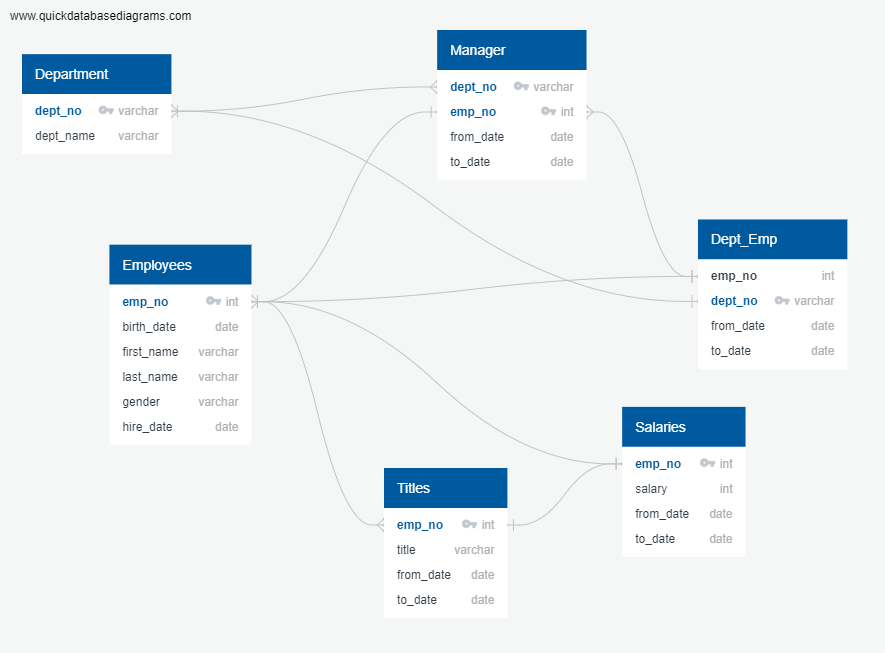 www.quickdatabasediagrams.com
Department
dept_no varchar
dept_name varchar
Manager
dept_no varchar
emp_no int
from_date date
to_date date
Dept_Emp
emp_no int
dept_no varchar
from_date date
to_date date
Employees
emp_no int
birth_date date
first_name varchar
last_name varchar
gender varchar
hire_date date
Salaries
emp_no int
salary int
from_date date
to_date date
Titles
emp_no int
title varchar
from_date date
to_date date